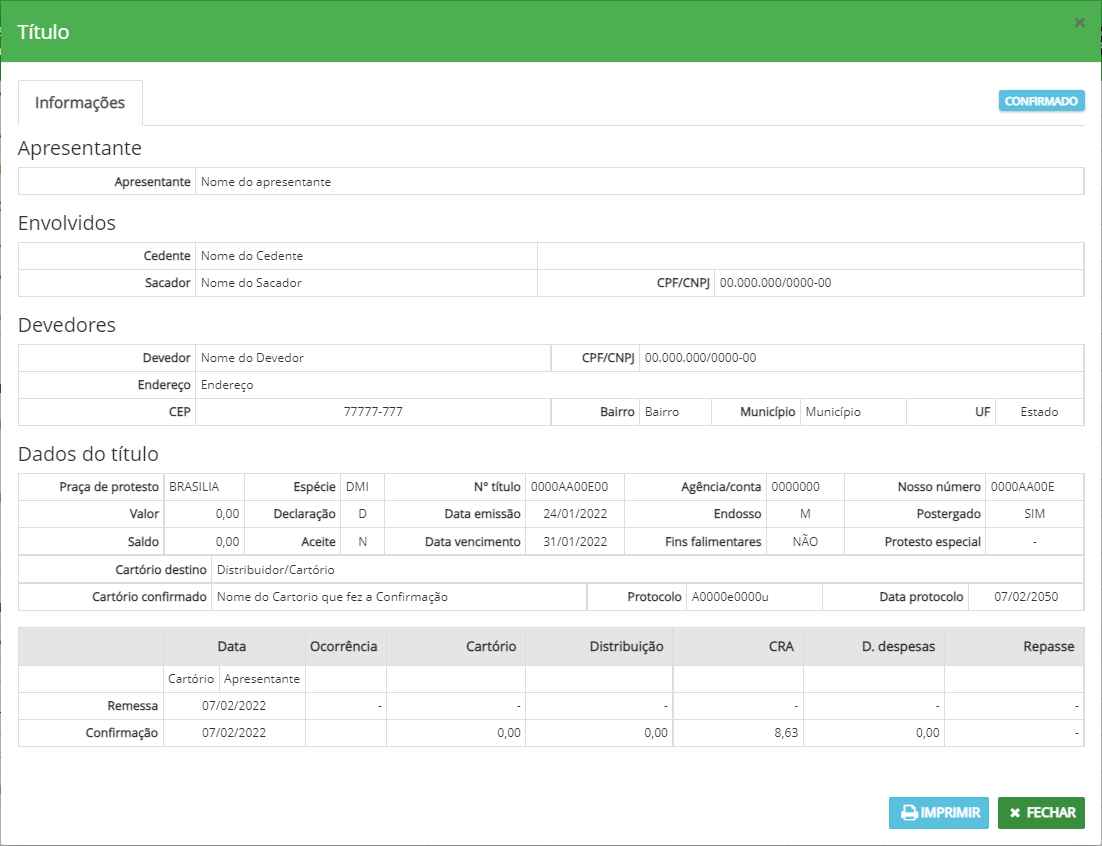 Título
×
Informações
CONFIRMADO
Apresentante
Apresentante Nome do apresentante
Envolvidos
Cedente Nome do Cedente
Sacador Nome do Sacador CPF/CNPJ 00.000.000/0000-00
Devedores
Devedor Nome do Devedor CPF/CNPJ 00.000.000/0000-00
Endereço Endereço
CEP 77777-777 Bairro Bairro Município Município UF Estado
Dados do título
Praça de protesto BRASILIA Espécie DMI Nº título 0000AA00E00 Agência/conta 0000000 Nosso número 0000AA00E
Valor 0,00 Declaração D Data emissão 24/01/2022 Endosso M Postergado SIM
Saldo 0,00 Aceite N Data vencimento 31/01/2022 Fins falimentares NÃO Protesto especial -
Cartório destino Distribuidor/Cartório
Cartório confirmado Nome do Cartorio que fez a Confirmação Protocolo A0000e0000u Data protocolo 07/02/2050
Data Ocorrência Cartório Distribuição CRA D. despesas Repasse
Cartório Apresentante
Remessa 07/02/2022 - - - - - -
Confirmação 07/02/2022 0,00 0,00 8,63 0,00 -
IMPRIMIR × FECHAR